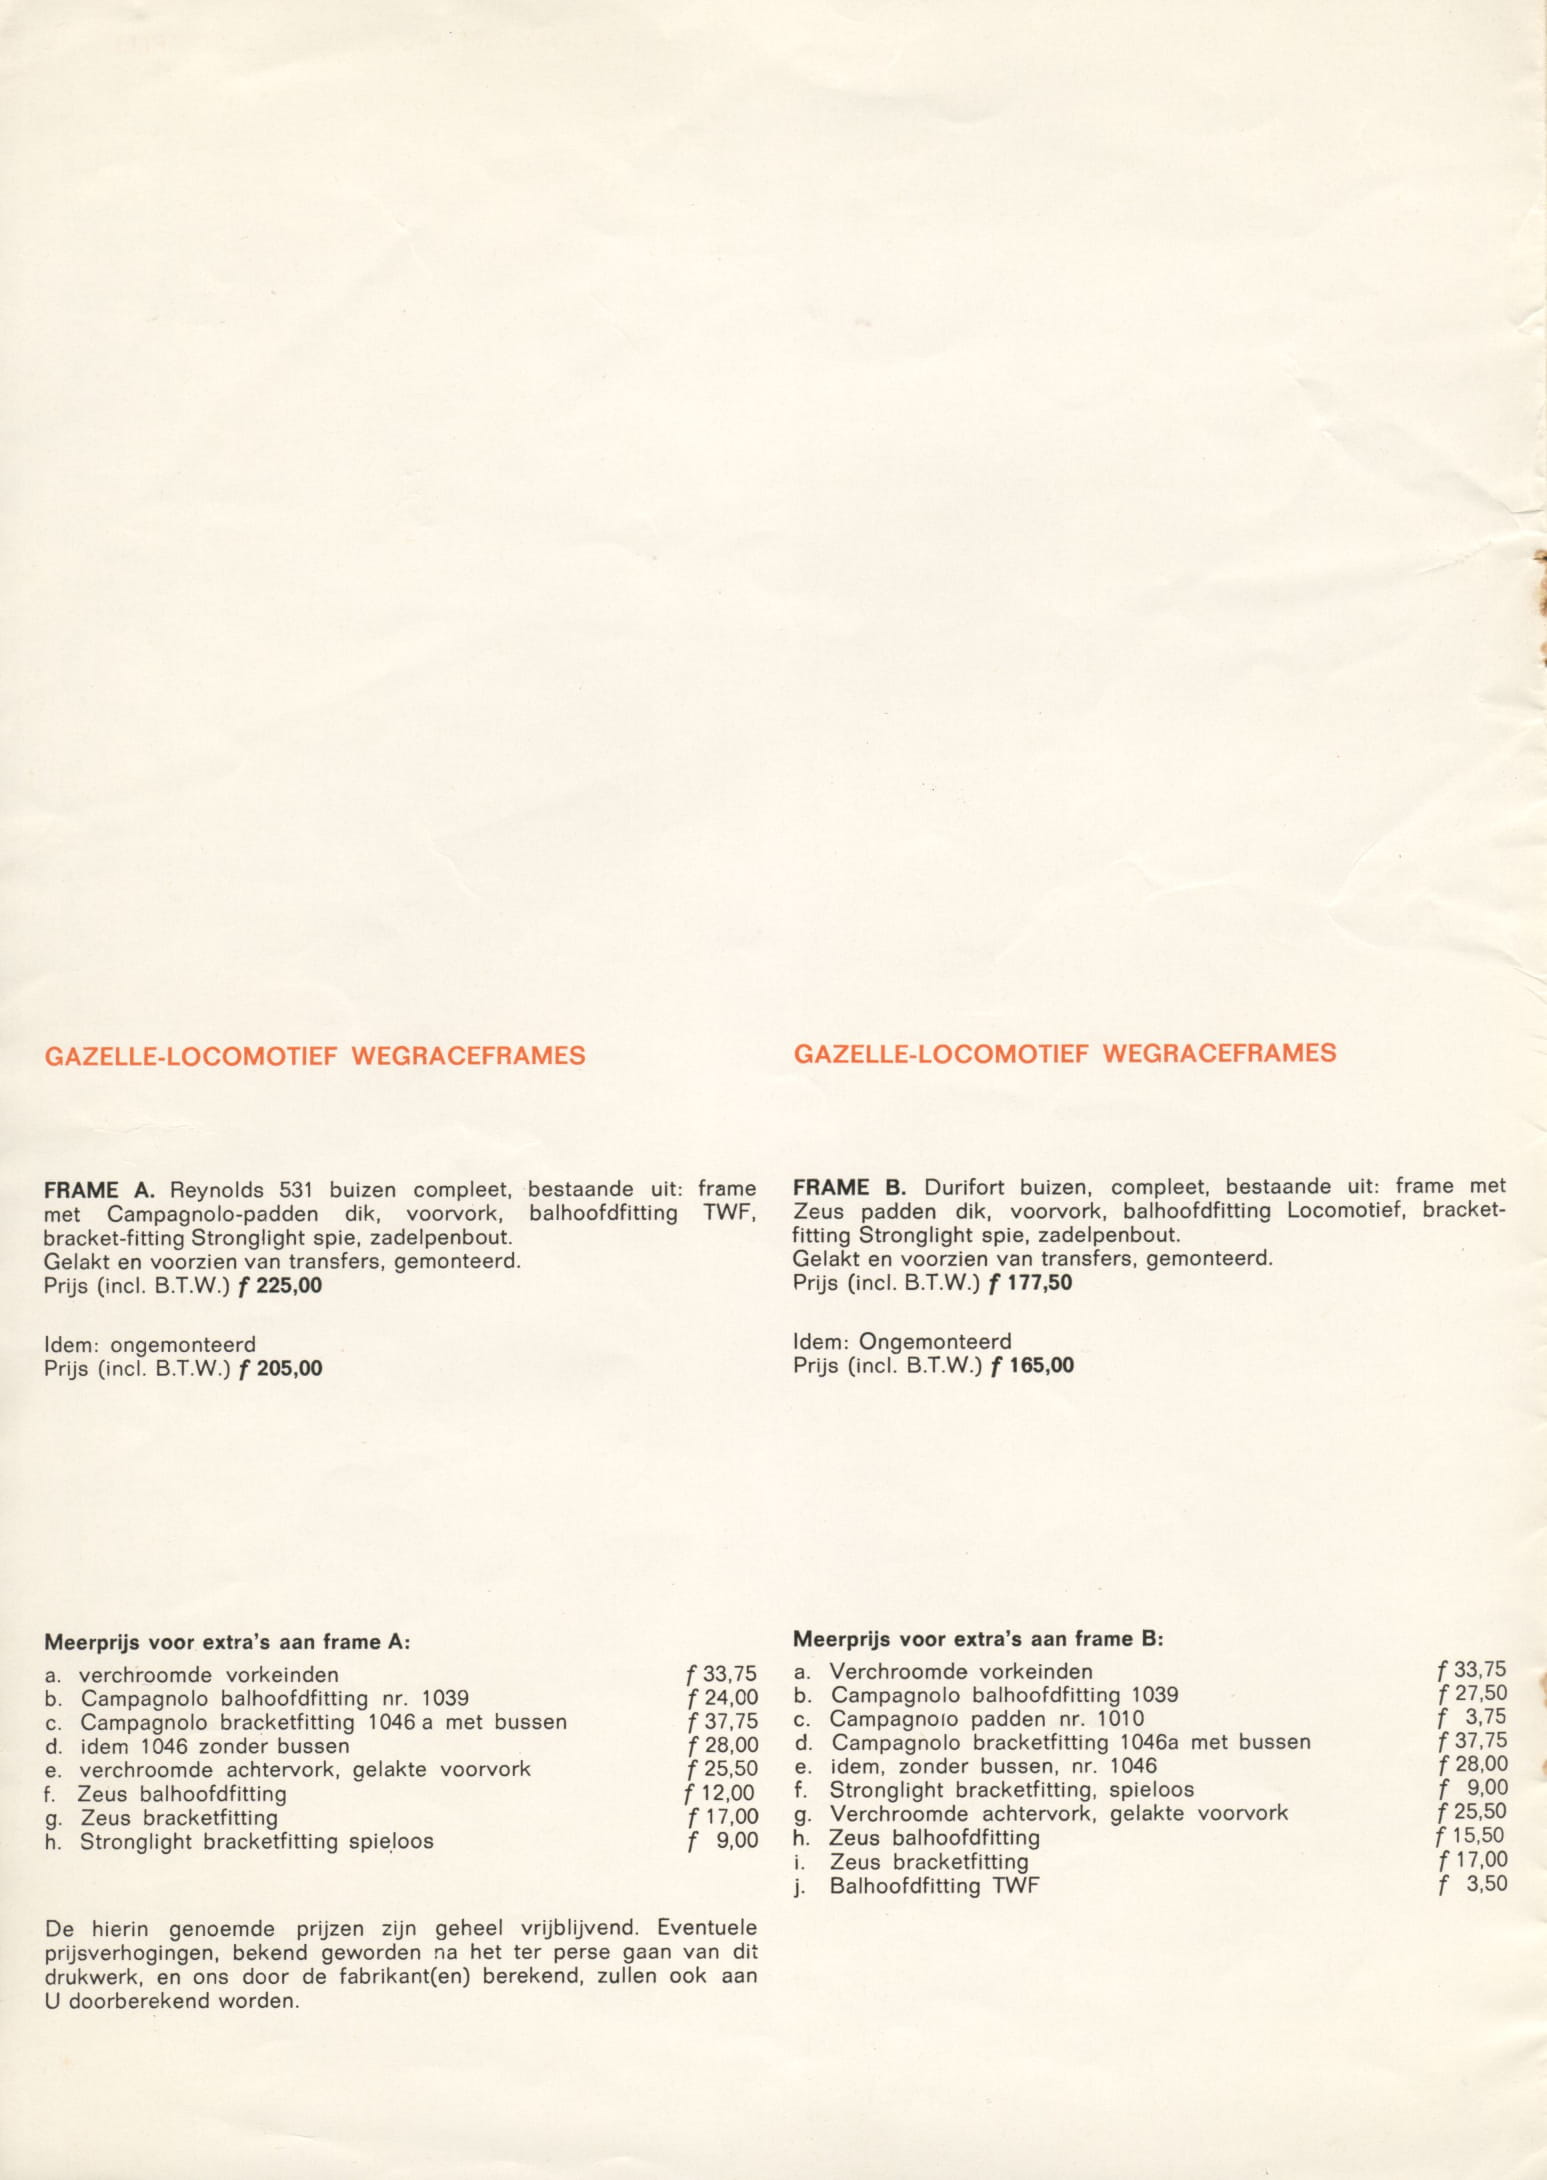 GAZELLE-LOCOMOTIEF WEGRACEFRAMES
FRAME A. Reynolds 531 buizen compleet, bestaande uit: frame
met Campagnolo-padden dik, voorvork, balhoofdfitting TWF,
bracket-fitting Stronglight spie, zadelpenbout.
Gelakt en voorzien van transfers, gemonteerd.
Prijs (incl. B.T.W.) f 225,00
Idem: ongemonteerd
Prijs (incl. B.T.W.) f 205,00
Meerprijs voor extra's aan frame A:
a. verchroomde vorkeinden f 33,75
b. Campagnolo balhoofdfitting nr. 1039 f 24,00
c. Campagnolo bracketfitting 1046 a met bussen f 37,75
d. idem 1046 zonder bussen f 28,00
e. verchroomde achtervork, gelakte voorvork f 25,50
f. Zeus balhoofdfitting f 12,00
g. Zeus bracketfitting f 17,00
h. Stronglight bracketfitting spieloos f 9,00
De hierin genoemde prijzen zijn geheel vrijblijvend. Eventuele
prijsverhogingen, bekend geworden na het ter perse gaan van dit
drukwerk, en ons door de fabrikant(en) berekend, zullen ook aan
U doorberekend worden.
GAZELLE-LOCOMOTIEF WEGRACEFRAMES
FRAME B. Durifort buizen, compleet, bestaande uit: frame met
Zeus padden dik, voorvork, balhoofdfitting Locomotief, bracket-
fitting Stronglight spie, zadelpenbout.
Gelakt en voorzien van transfers, gemonteerd.
Prijs (incl. B.T.W.) f 177,50
Idem: Ongemonteerd
Prijs (incl. B.T.W.) f 165,00
Meerprijs voor extra's aan frame B:
a. Verchroomde vorkeinden f 33,75
b. Campagnolo balhoofdfitting 1039 f 27,50
c. Campagnolo padden nr. 1010 f 3,75
d. Campagnolo bracketfitting 1046a met bussen f 37,75
e. idem, zonder bussen, nr. 1046 f 28,00
f. Stronglight bracketfitting, spieloos f 9,00
g. Verchroomde achtervork, gelakte voorvork f 25,50
h. Zeus balhoofdfitting f 15,50
i. Zeus bracketfitting f 17,00
j. Balhoofdfitting TWF f 3,50